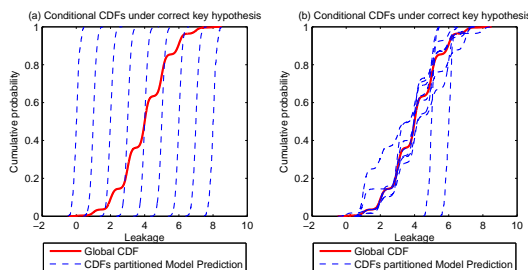 (a) Conditional CDFs under correct key hypothesis
1
0.8
0.6
0.4
0.2
0
Cumulative probability
−2 0 2 4 6 8 10
Leakage
Global CDF
CDFs partitioned Model Prediction
(b) Conditional CDFs under correct key hypothesis
1
0.8
0.6
0.4
0.2
0
Cumulative probability
−2 0 2 4 6 8 10
Leakage
Global CDF
CDFs partitioned Model Prediction